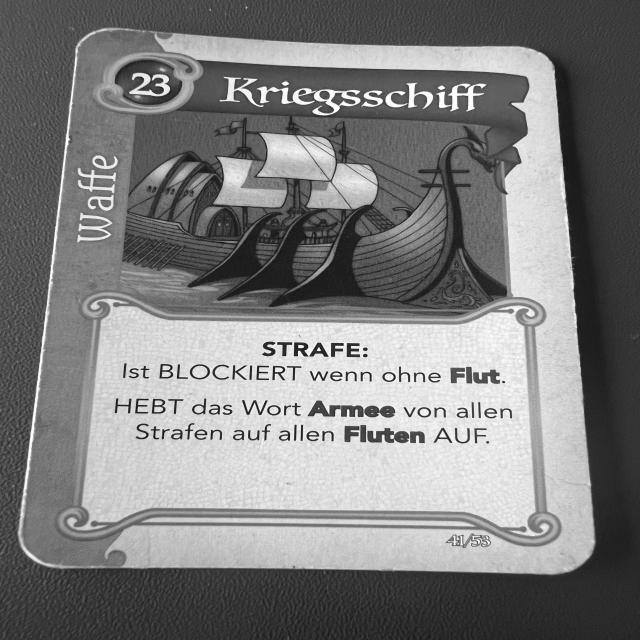 23 Kriegsschiff
Waffe
STRAFE:
Ist BLOCKIERT wenn ohne Flut.
HEBT das Wort Armee von allen
Strafen auf allen Fluten AUF.
41/53